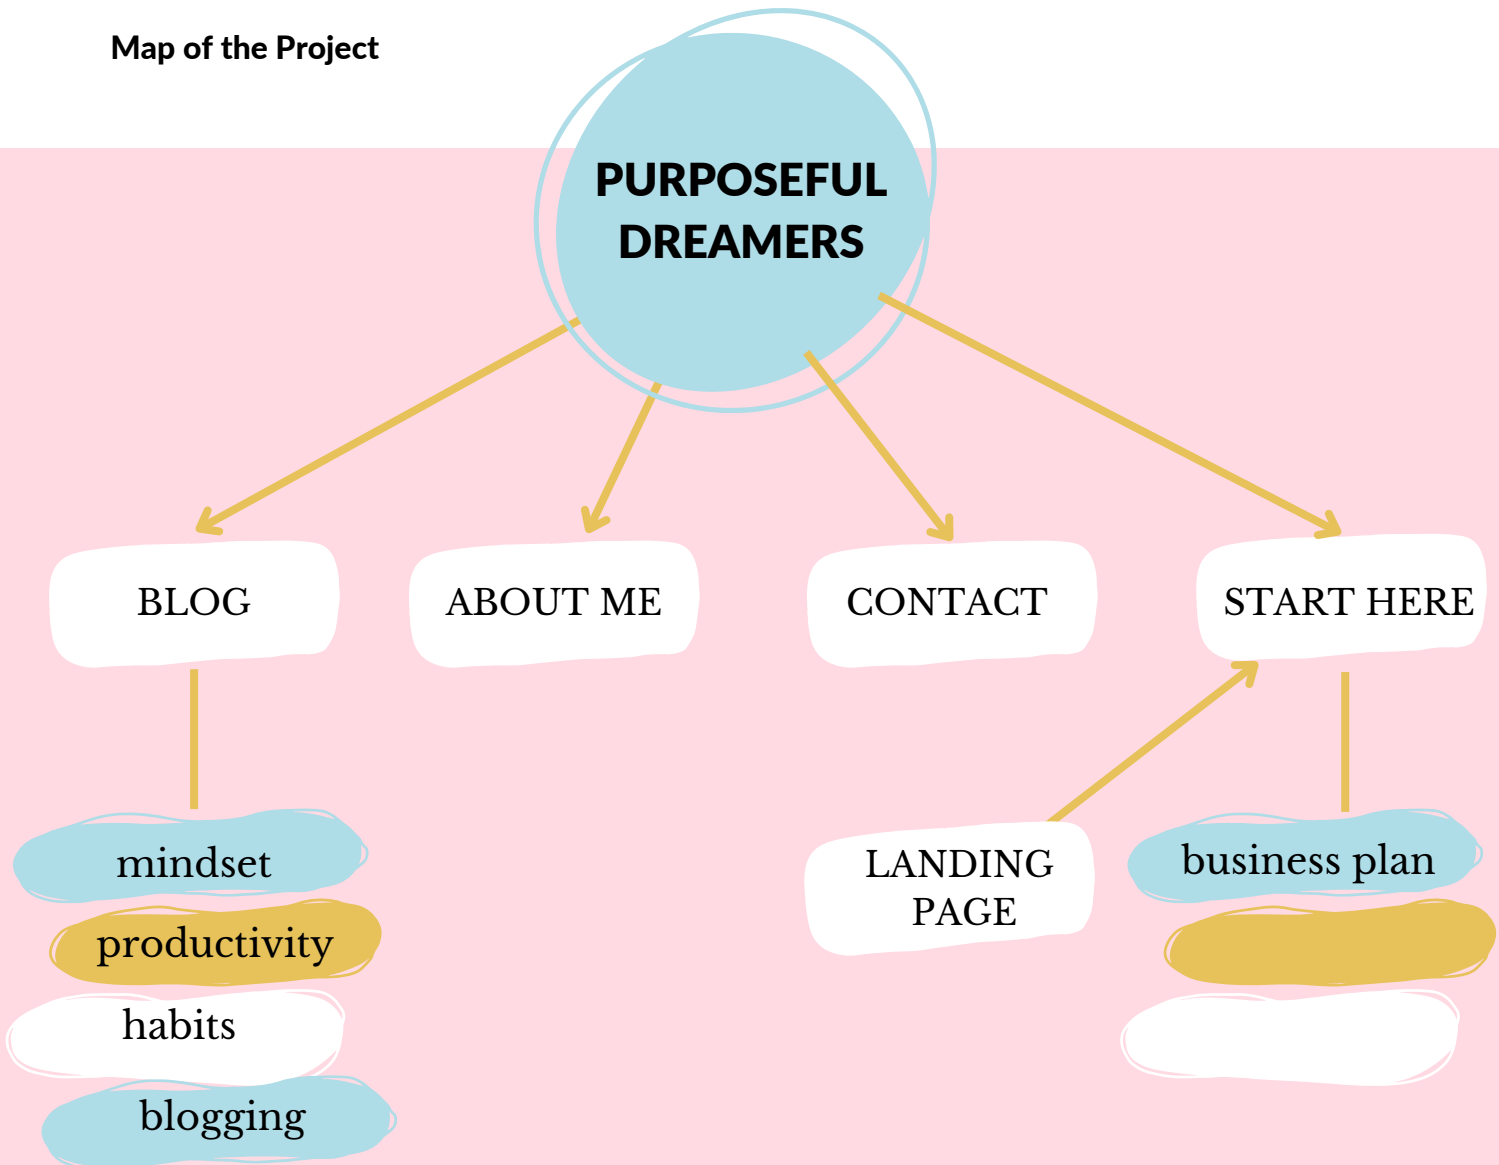 Map of the Project
PURPOSEFUL
DREAMERS
BLOG
ABOUT ME
CONTACT
START HERE
mindset
productivity
habits
blogging
LANDING
PAGE
business plan